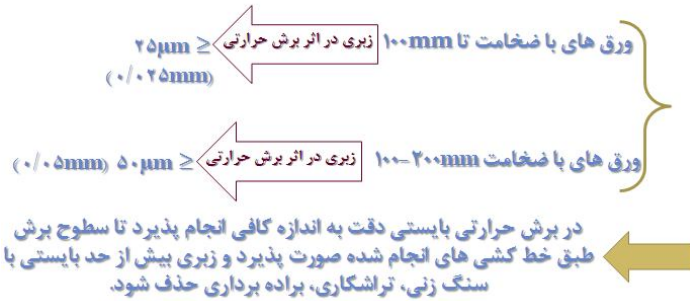 ورق های با ضخامت تا ۱۰۰mm زبری در اثر برش حرارتی ≤ ۲۵µm
(۰/۰۲۵mm)
ورق های با ضخامت ۱۰۰-۲۰۰mm زبری در اثر برش حرارتی ≤ ۵۰µm (۰/۰۵mm)
در برش حرارتی بایستی دقت به اندازه کافی انجام پذیرد تا سطوح برش
طبق خط کشی های انجام شده صورت پذیرد و زبری بیش از حد بایستی با
سنگ زنی، تراشکاری، براده برداری حذف شود.